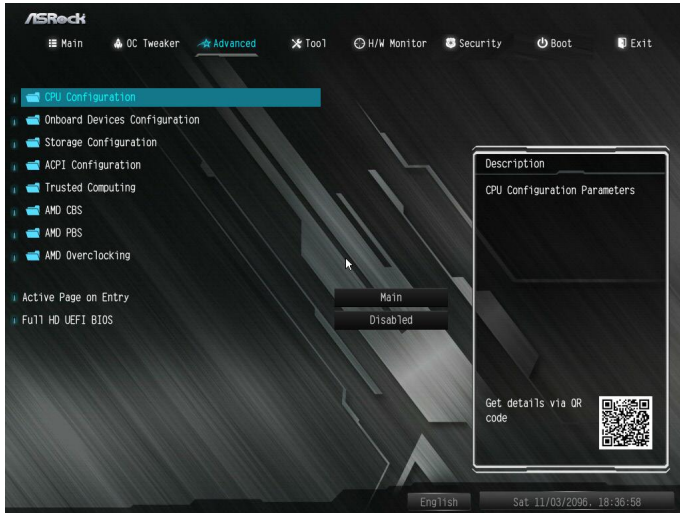 ASRock
Main OC Tweaker Advanced Tool H/W Monitor Security Boot Exit
CPU Configuration
Onboard Devices Configuration
Storage Configuration
ACPI Configuration
Trusted Computing
AMD CBS
AMD PBS
AMD Overclocking
Active Page on Entry Main
Full HD UEFI BIOS Disabled
Description
CPU Configuration Parameters
Get details via QR
code
English Sat 11/03/2096. 18:36:58